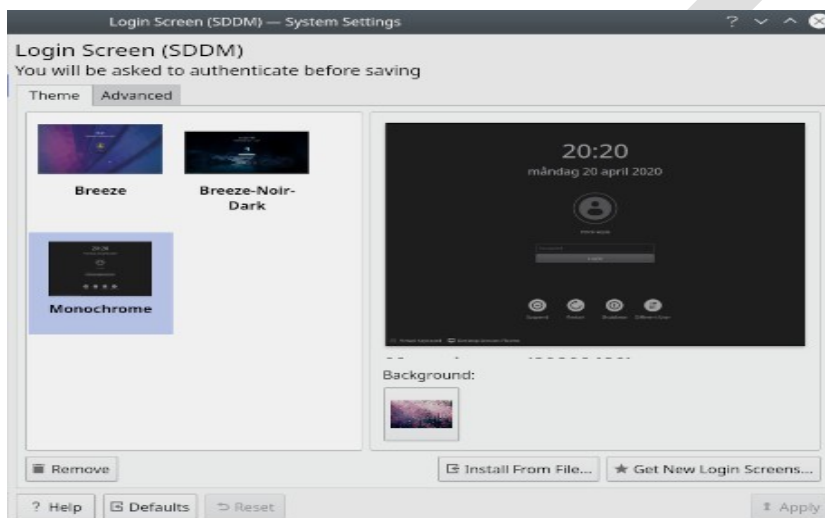 Login Screen (SDDM) — System Settings
Login Screen (SDDM)
You will be asked to authenticate before saving
Theme Advanced
Breeze
Breeze-Noir-
Dark
Monochrome
20:20
måndag 20 april 2020
Background:
Remove
Install From File...
Get New Login Screens...
? Help
Defaults
Reset
Apply